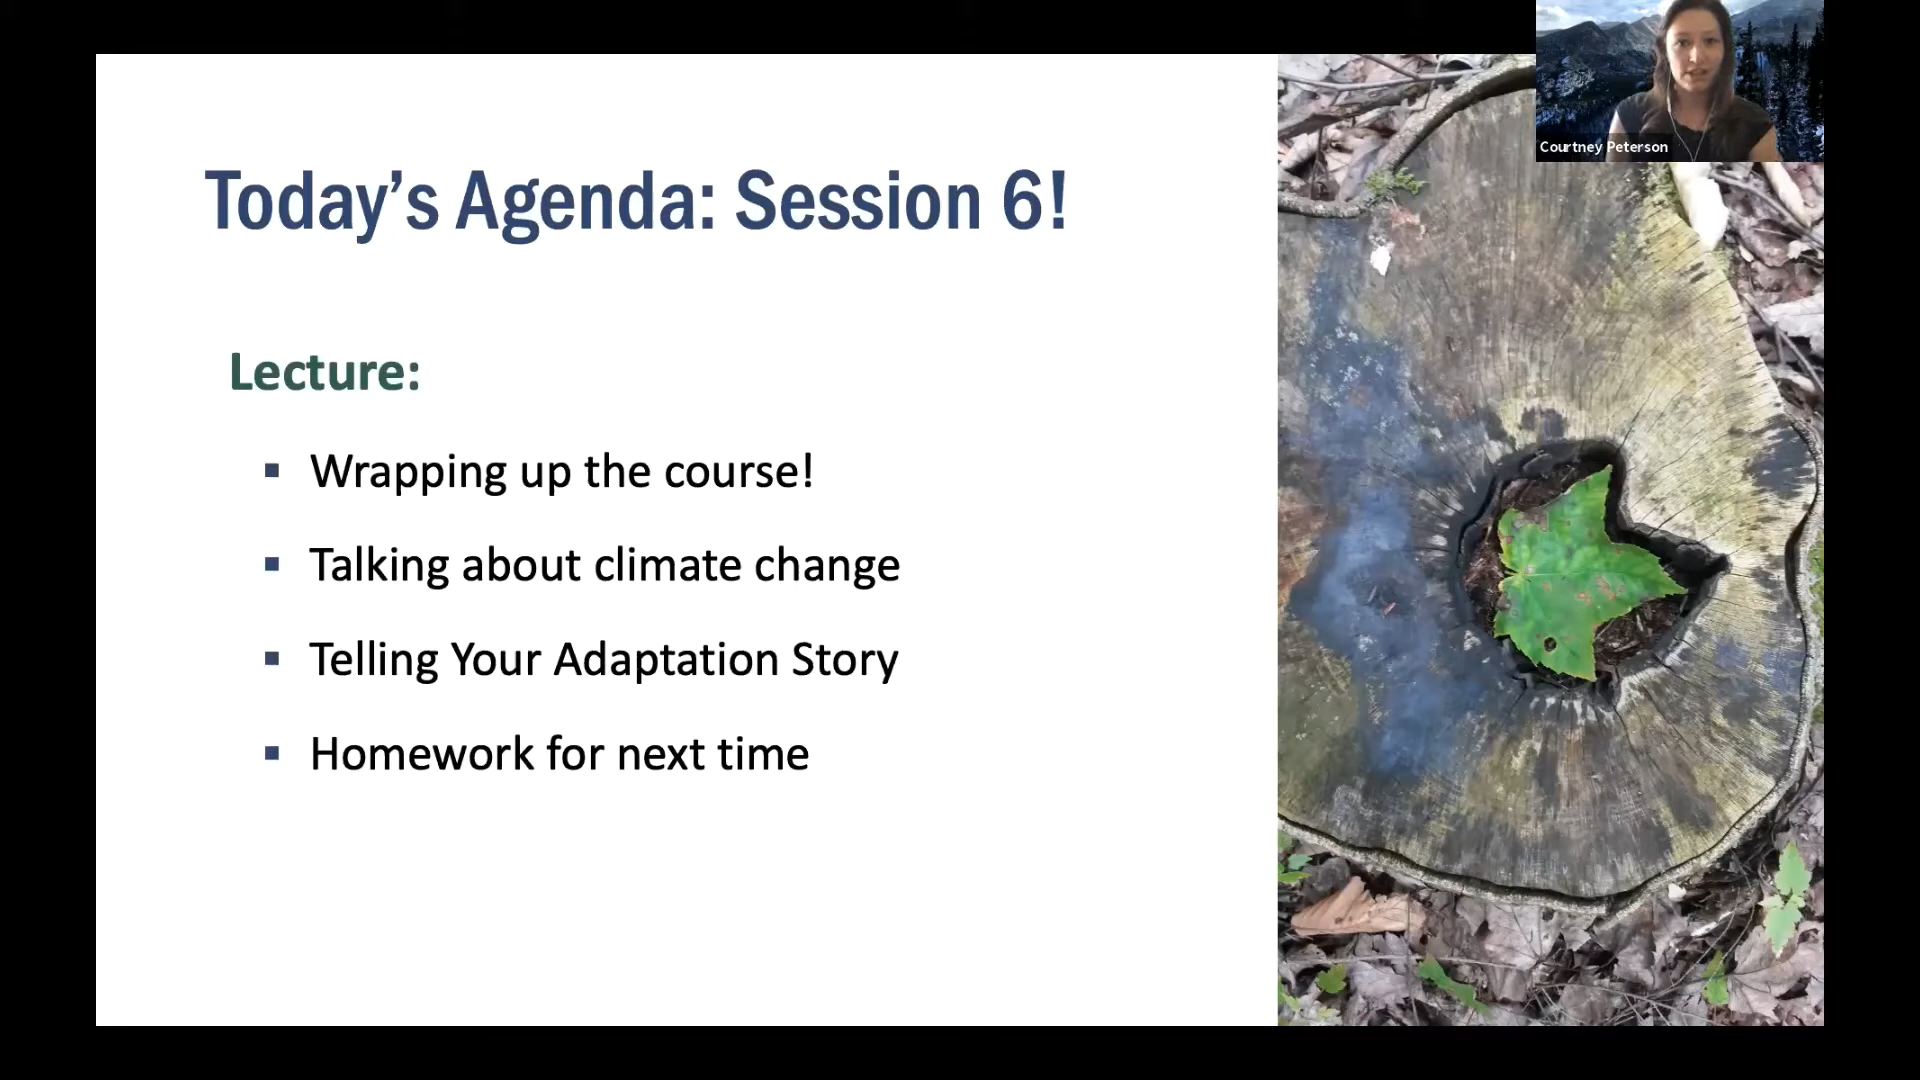 Courtney Peterson
Today’s Agenda: Session 6!
Lecture:
▪ Wrapping up the course!
▪ Talking about climate change
▪ Telling Your Adaptation Story
▪ Homework for next time